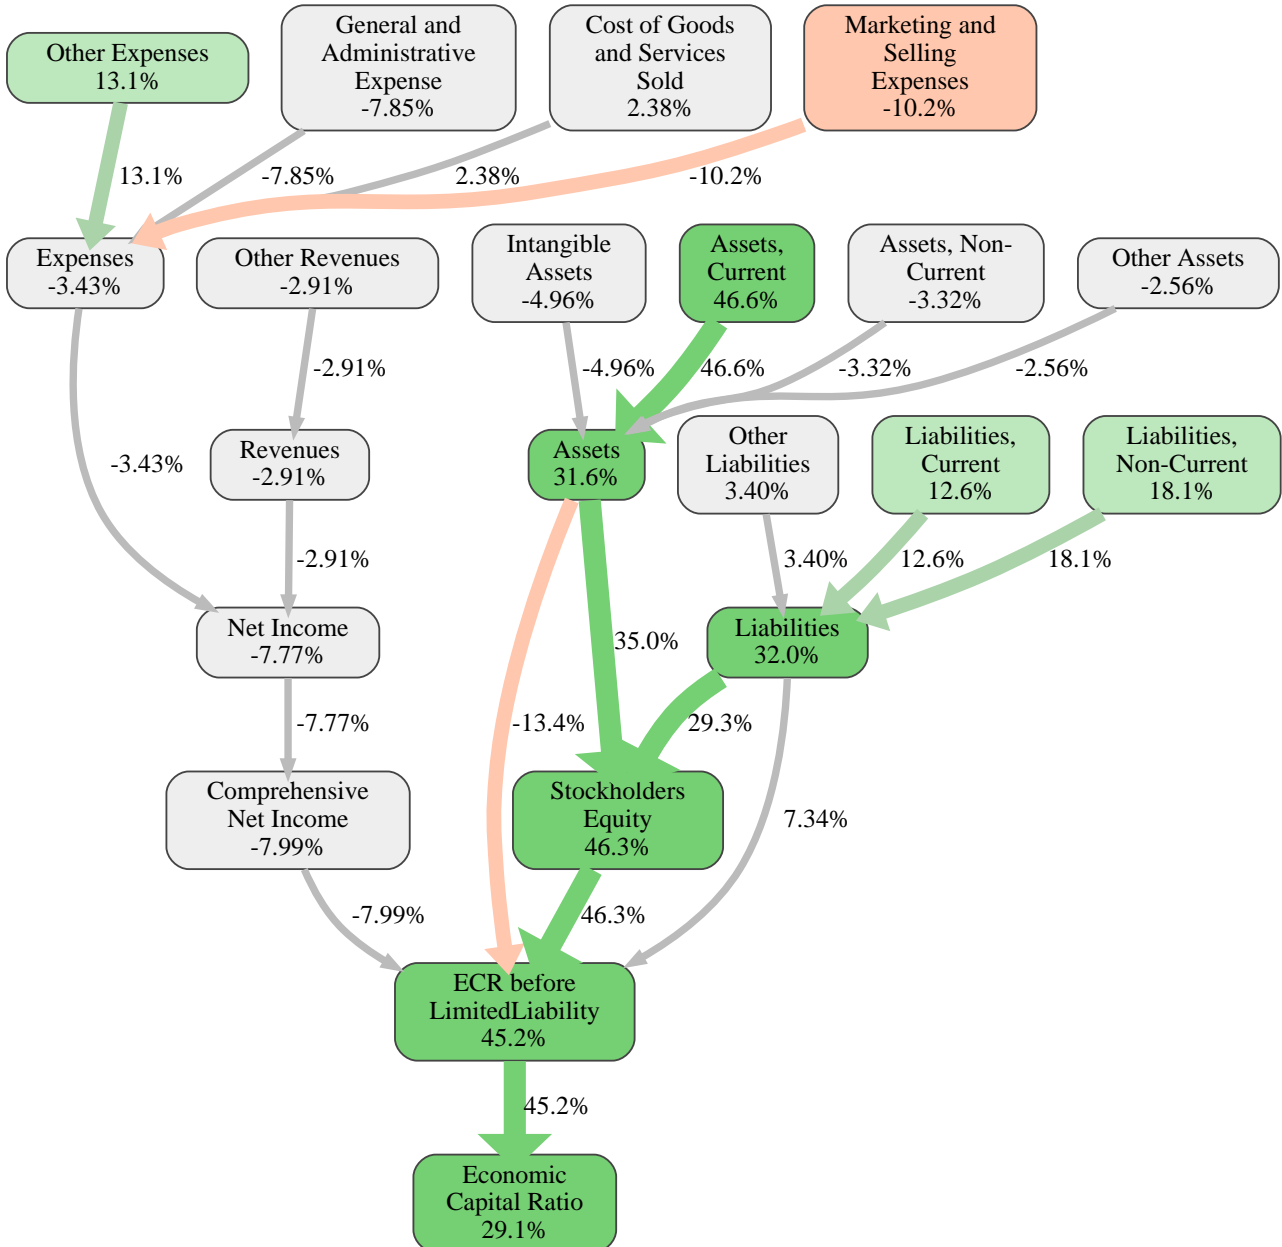 Other Expenses
13.1%
General and
Administrative
Expense
-7.85%
Cost of Goods
and Services
Sold
2.38%
Marketing and
Selling
Expenses
-10.2%
13.1%
-7.85%
2.38%
-10.2%
Expenses
-3.43%
Other Revenues
-2.91%
Intangible
Assets
-4.96%
Assets,
Current
46.6%
Assets, Non-
Current
-3.32%
Other Assets
-2.56%
-2.91%
-4.96%
46.6%
-3.32%
-2.56%
-3.43%
Revenues
-2.91%
Assets
31.6%
Other
Liabilities
3.40%
Liabilities,
Current
12.6%
Liabilities,
Non-Current
18.1%
-2.91%
3.40%
12.6%
18.1%
Net Income
-7.77%
35.0%
Liabilities
32.0%
-7.77%
-13.4%
29.3%
Comprehensive
Net Income
-7.99%
Stockholders
Equity
46.3%
7.34%
-7.99%
46.3%
ECR before
LimitedLiability
45.2%
45.2%
Economic
Capital Ratio
29.1%